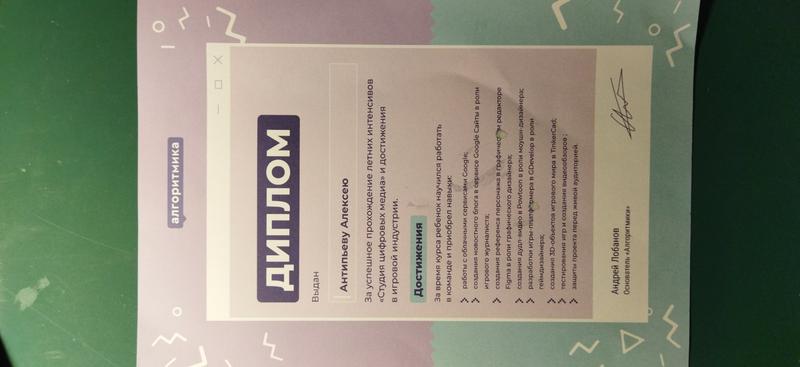 алгоритмика
ДИПЛОМ
Выдан
Антипьеву Алексею
За успешное прохождение летних интенсивов
«Студия цифровых медиа» и достижения
в игровой индустрии.
Достижения
За время курса ребенок научился работать
в команде и приобрел навыки:
работы с облачными сервисами Google;
создания новостного блога в сервисе Google Сайты в роли
игрового журналиста;
создания референса персонажа в графическом редакторе
Figma в роли графического дизайнера;
создания дудл-видео в Powtoon в роли моушн-дизайнера;
разработки игры-платформера в GDevelop в роли
геймдизайнера;
создания 3D-объектов игрового мира в TinkerCad;
тестирования игр и создания видеообзоров ;
защиты проекта перед живой аудиторией.
Андрей Лобанов
Основатель «Алгоритмики»